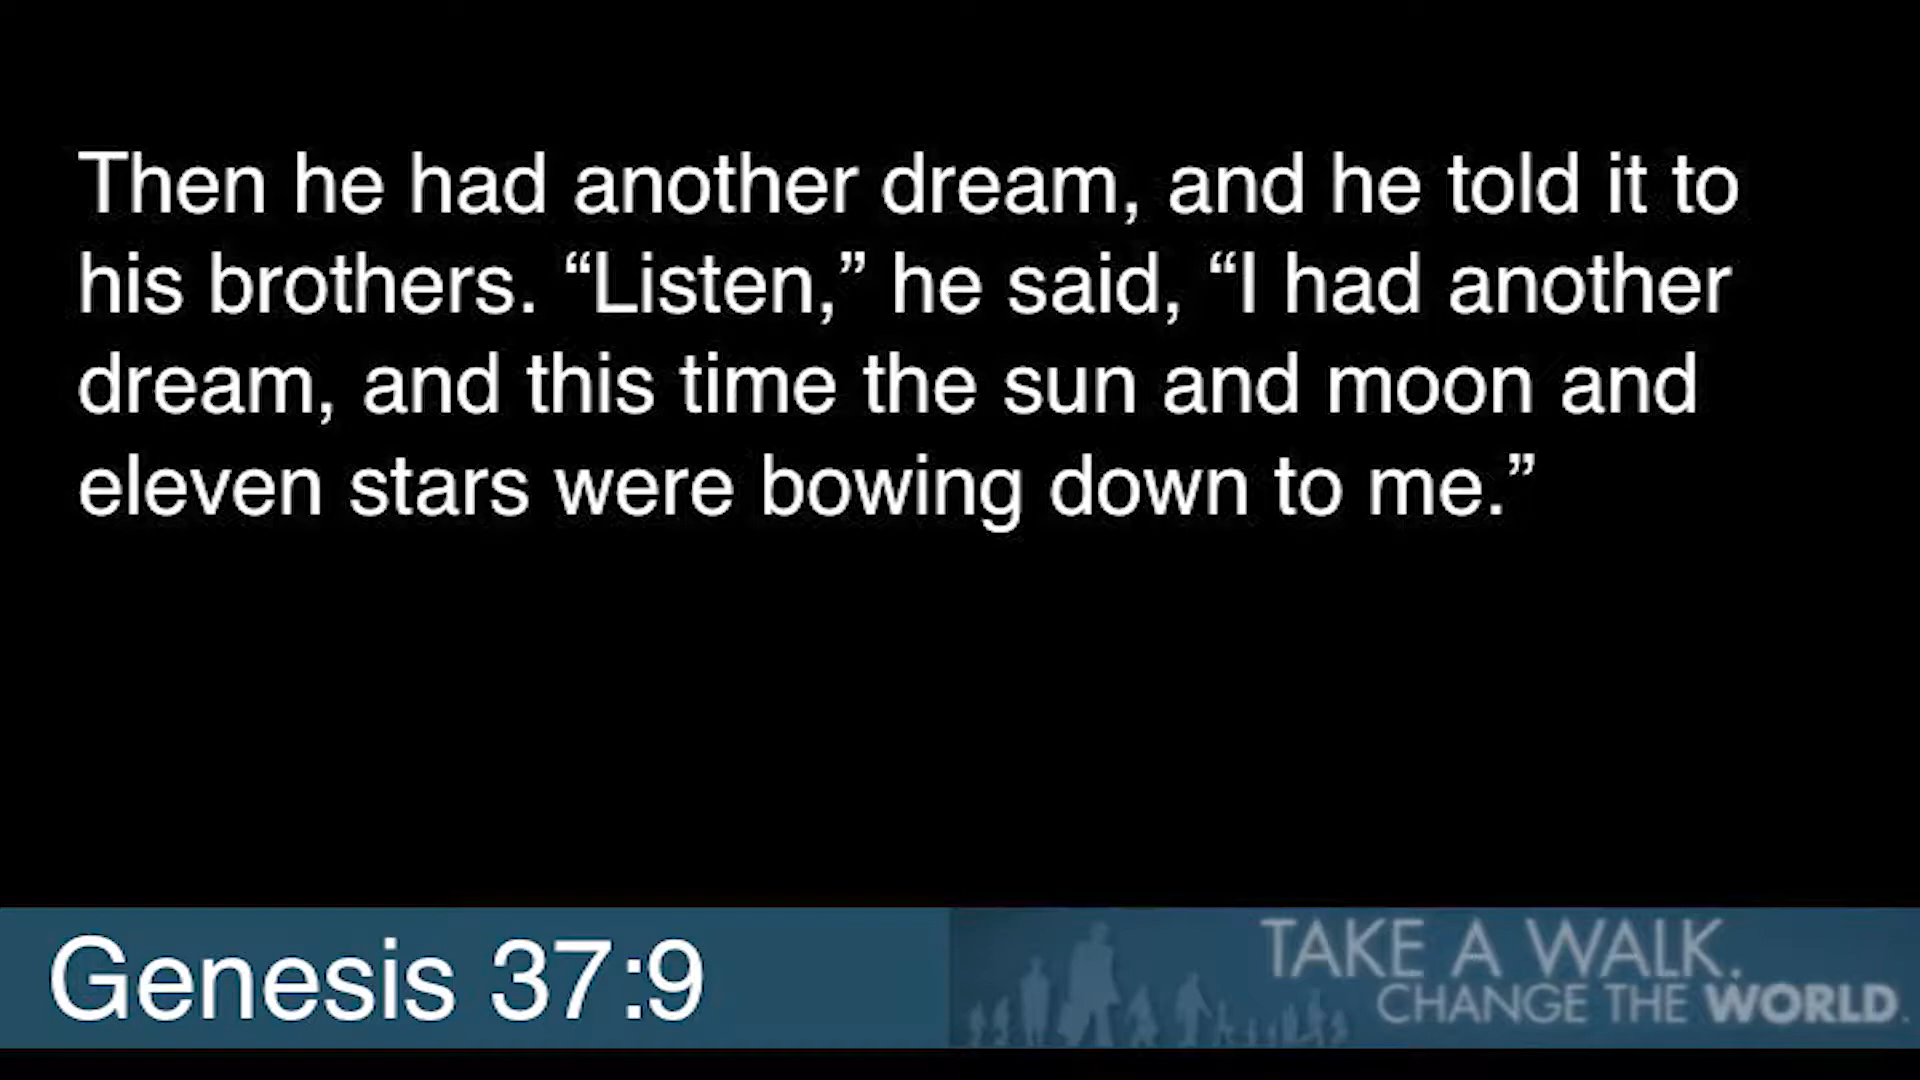 Then he had another dream, and he told it to
his brothers. “Listen,” he said, “I had another
dream, and this time the sun and moon and
eleven stars were bowing down to me.”
Genesis 37:9
TAKE A WALK.
CHANGE THE WORLD.